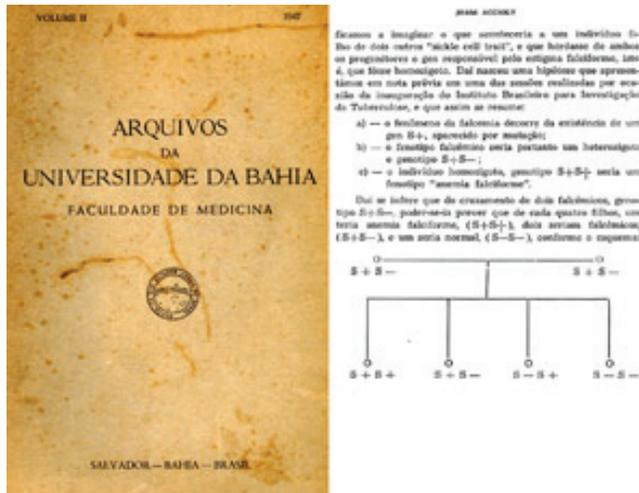 VOLUME II 1947
ARQUIVOS
DA
UNIVERSIDADE DA BAHIA
FACULDADE DE MEDICINA
SALVADOR — BAHIA — BRASIL
JESSE ACCIOLY
ficamos a imaginar o que aconteceria a um indivíduo fi-
lho de dois outros "sickle cell trait", e que herdasse de ambos
os progenitores o gen responsável pelo estigma falciforme, isto
é, que fôsse homozigoto. Daí nasceu uma hipótese que apresen-
támos em nota prévia em uma das sessões realizadas por oca-
sião da inauguração do Instituto Brasileiro para Investigação
da Tuberculose, e que assim se resume:
a) — o fenômeno da falcemia decorre da existência de um
gen S+, aparecido por mutação;
b) — o fenotipo falcêmico seria portanto um heterozigoto
e genotipo S+S—;
c) — o indivíduo homozigoto, genotipo S+S+ seria um
fenotipo "anemia falciforme".
Daí se infere que do cruzamento de dois falcêmicos, geno-
tipo S+S—, poder-se-ia prever que de cada quatro filhos, um
teria anemia falciforme, (S+S+), dois seriam falcêmicos,
(S+S—), e um seria normal, (S—S—), conforme o esquema:
S + S — S + S —
S + S + S + S — S — S + S — S —